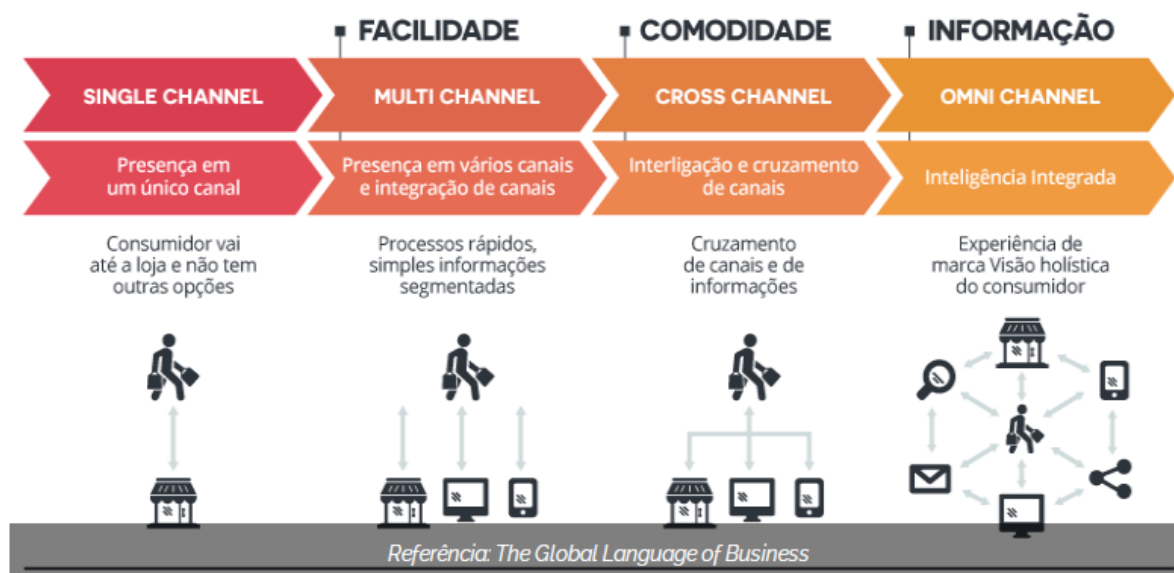 FACILIDADE
COMODIDADE
INFORMAÇÃO
SINGLE CHANNEL
MULTI CHANNEL
CROSS CHANNEL
OMNI CHANNEL
Presença em
um único canal
Presença em vários canais
e integração de canais
Interligação e cruzamento
de canais
Inteligência Integrada
Consumidor vai
até a loja e não tem
outras opções
Processos rápidos,
simples informações
segmentadas
Cruzamento
de canais e de
informações
Experiência de
marca Visão holística
do consumidor
Referência: The Global Language of Business